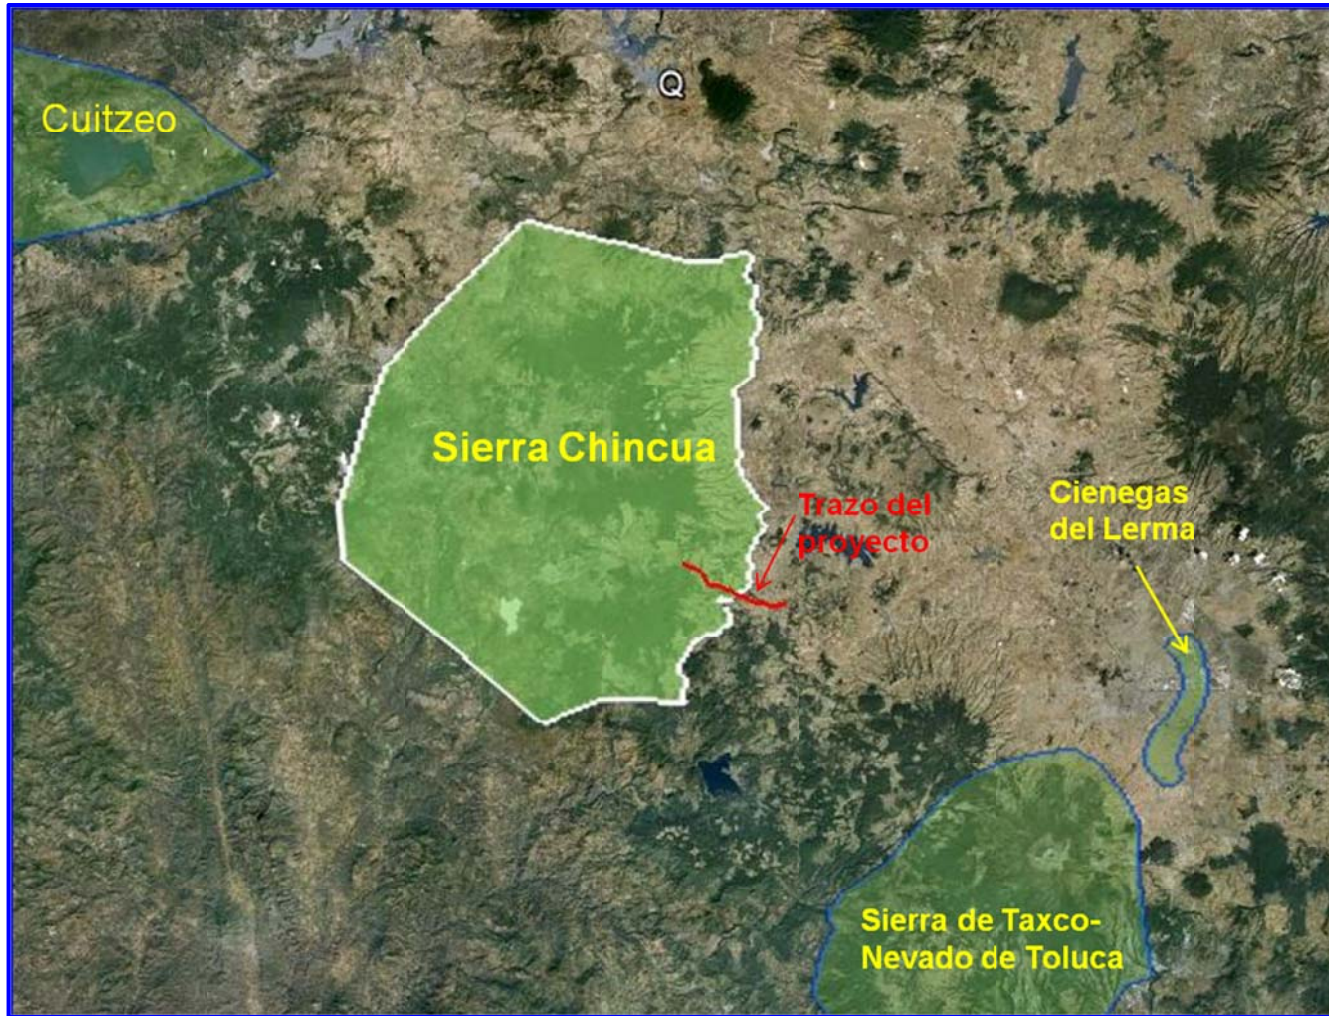 Cuitzeo
Q
Sierra Chincua
Trazo del
proyecto
Cienegas
del Lerma
Sierra de Taxco-
Nevado de Toluca